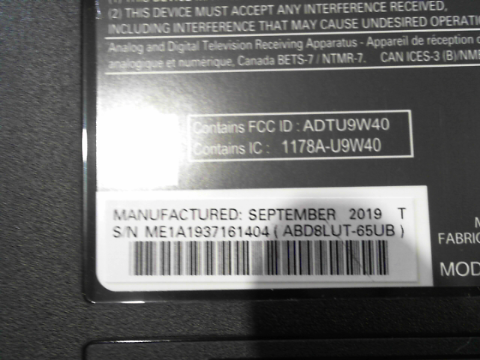 (2) THIS DEVICE MUST ACCEPT ANY INTERFERENCE RECEIVED,
INCLUDING INTERFERENCE THAT MAY CAUSE UNDESIRED OPERATIO
Analog and Digital Television Receiving Apparatus - Appareil de réception
analogique et numérique, Canada BETS-7 / NTMR-7. CAN ICES-3 (B)/NM
Contains FCC ID : ADTU9W40
Contains IC : 1178A-U9W40
MANUFACTURED: SEPTEMBER 2019 T
S/N ME1A1937161404 ( ABD8LUT-65UB )
M
FABRIC
MOD